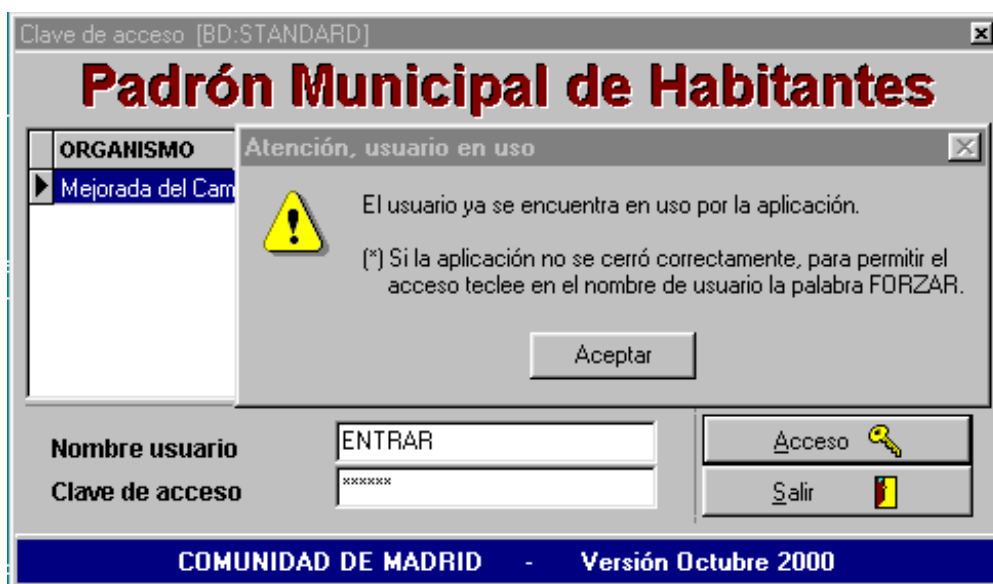 Clave de acceso [BD:STANDARD]
Padrón Municipal de Habitantes
ORGANISMO
Mejorada del Cam
Atención, usuario en uso
El usuario ya se encuentra en uso por la aplicación.
(*) Si la aplicación no se cerró correctamente, para permitir el
acceso teclee en el nombre de usuario la palabra FORZAR.
Aceptar
Nombre usuario
ENTRAR
Acceso
Clave de acceso
xxxxxx
Salir
COMUNIDAD DE MADRID - Versión Octubre 2000